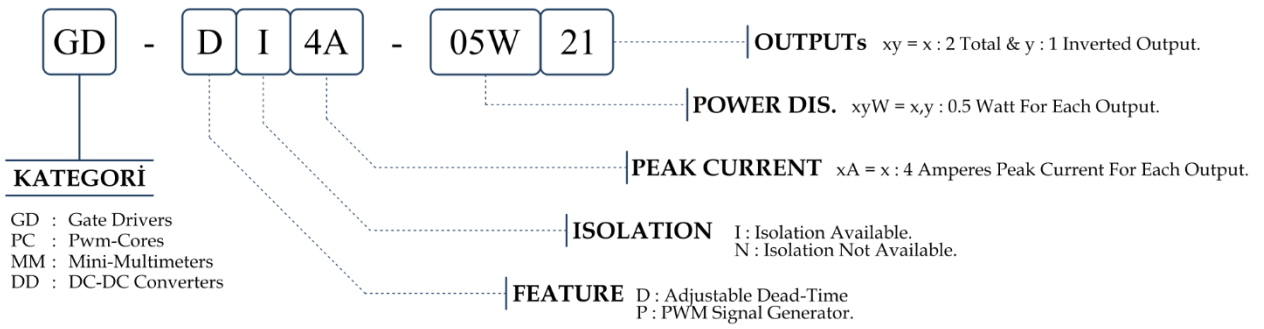 GD - D I 4A - 05W 21
OUTPUTs xy = x : 2 Total & y : 1 Inverted Output.
POWER DIS. xyW = x,y : 0.5 Watt For Each Output.
PEAK CURRENT xA = x : 4 Amperes Peak Current For Each Output.
ISOLATION I : Isolation Available.
N : Isolation Not Available.
FEATURE D : Adjustable Dead-Time
P : PWM Signal Generator.
KATEGORİ
GD : Gate Drivers
PC : Pwm-Cores
MM : Mini-Multimeters
DD : DC-DC Converters